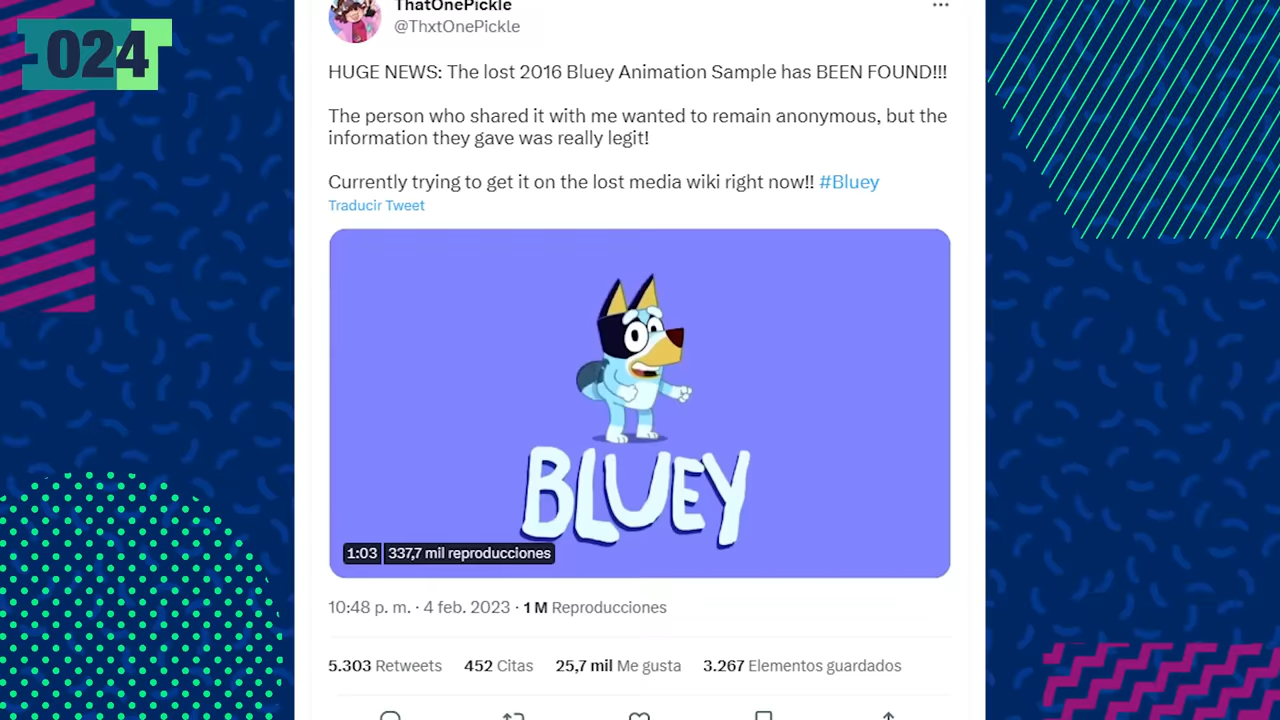 024
ThatOnePickle
@ThxtOnePickle
HUGE NEWS: The lost 2016 Bluey Animation Sample has BEEN FOUND!!!
The person who shared it with me wanted to remain anonymous, but the
information they gave was really legit!
Currently trying to get it on the lost media wiki right now!! #Bluey
Traducir Tweet
BLUEY
1:03 337,7 mil reproducciones
10:48 p. m. · 4 feb. 2023 · 1 M Reproducciones
5.303 Retweets 452 Citas 25,7 mil Me gusta 3.267 Elementos guardados